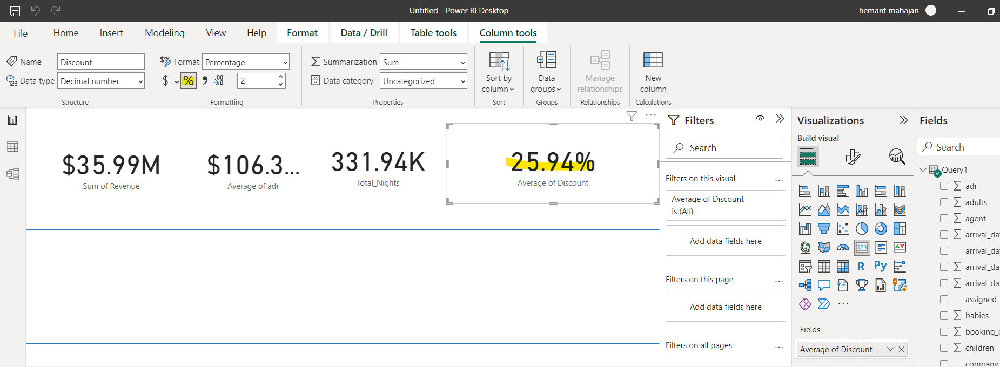 Untitled - Power BI Desktop
hemant mahajan
File Home Insert Modeling View Help Format Data / Drill Table tools Column tools
Name Discount
Data type Decimal number
Structure
Format Percentage
$ % 2
Formatting
Summarization Sum
Data category Uncategorized
Properties
Sort by
column
Sort
Data
groups
Groups
Manage
relationships
Relationships
New
column
Calculations
$35.99M
Sum of Revenue
$106.3...
Average of adr
331.94K
Total_Nights
25.94%
Average of Discount
Filters
Search
Filters on this visual
Average of Discount
is (All)
Add data fields here
Filters on this page
Add data fields here
Filters on all pages
Visualizations
Build visual
123
R Py
Fields
Average of Discount
Fields
Search
Query1
adr
adults
agent
arrival_da
arrival_da
arrival_da
arrival_da
assigned_
babies
booking_
children
company